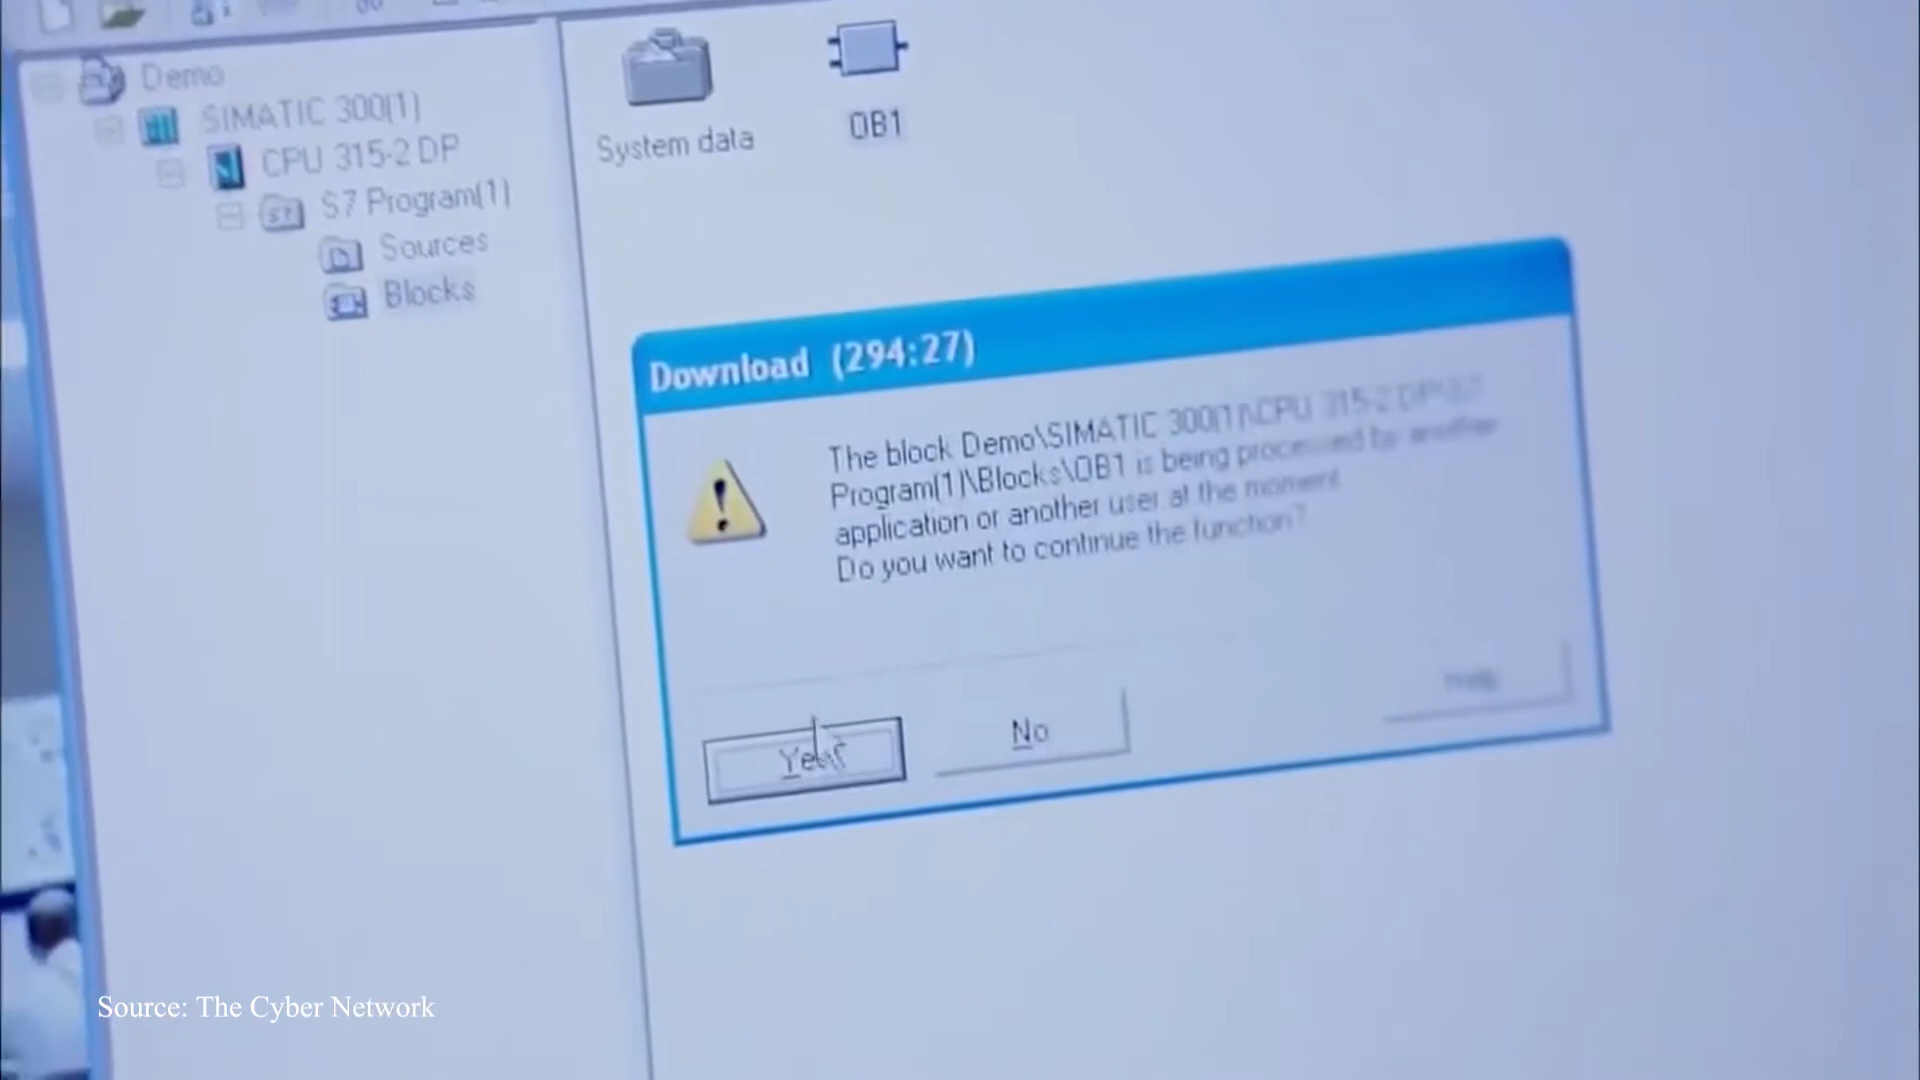 Demo
SIMATIC 300(1)
CPU 315-2 DP
S7 Program(1)
Sources
Blocks
System data
OB1
Download (294:27)
The block Demo\SIMATIC 300(1)\CPU 315-2 DP\S7
Program(1)\Blocks\OB1 is being processed by another
application or another user at the moment
Do you want to continue the function?
Yes
No
Help
Source: The Cyber Network